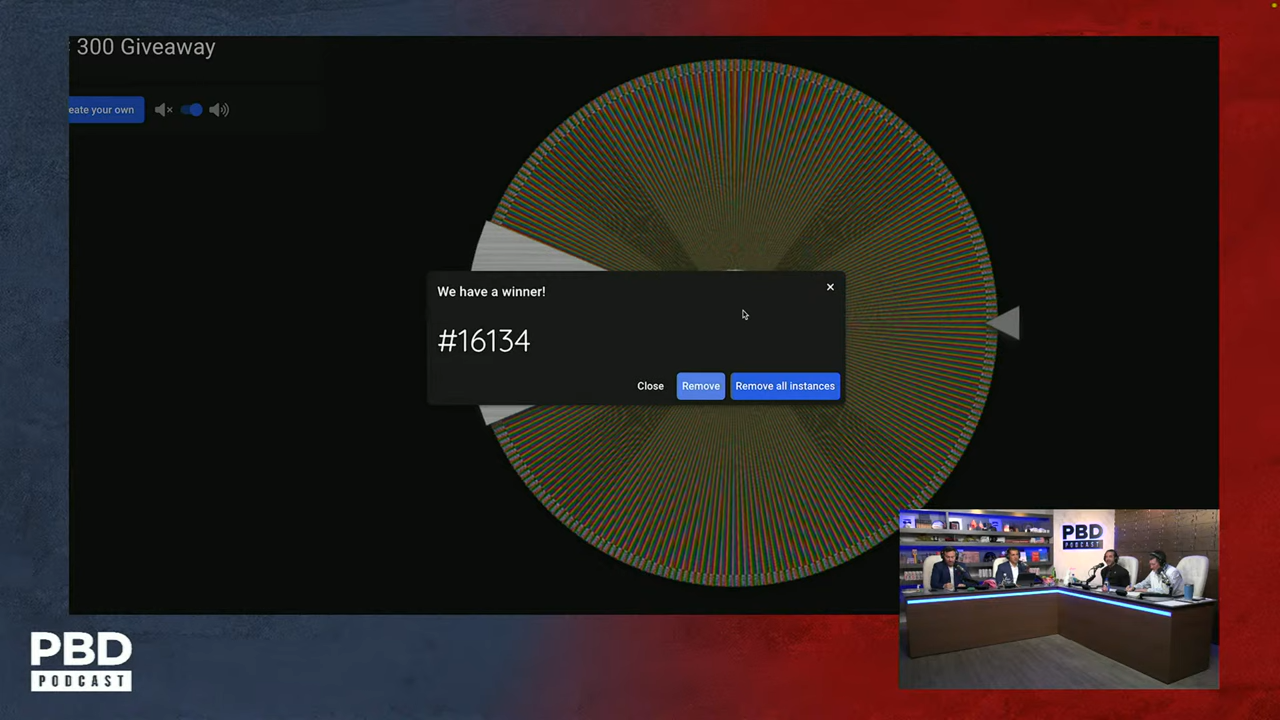 300 Giveaway
eate your own
We have a winner!
#16134
Close
Remove
Remove all instances
PBD
PODCAST
PBD
PODCAST